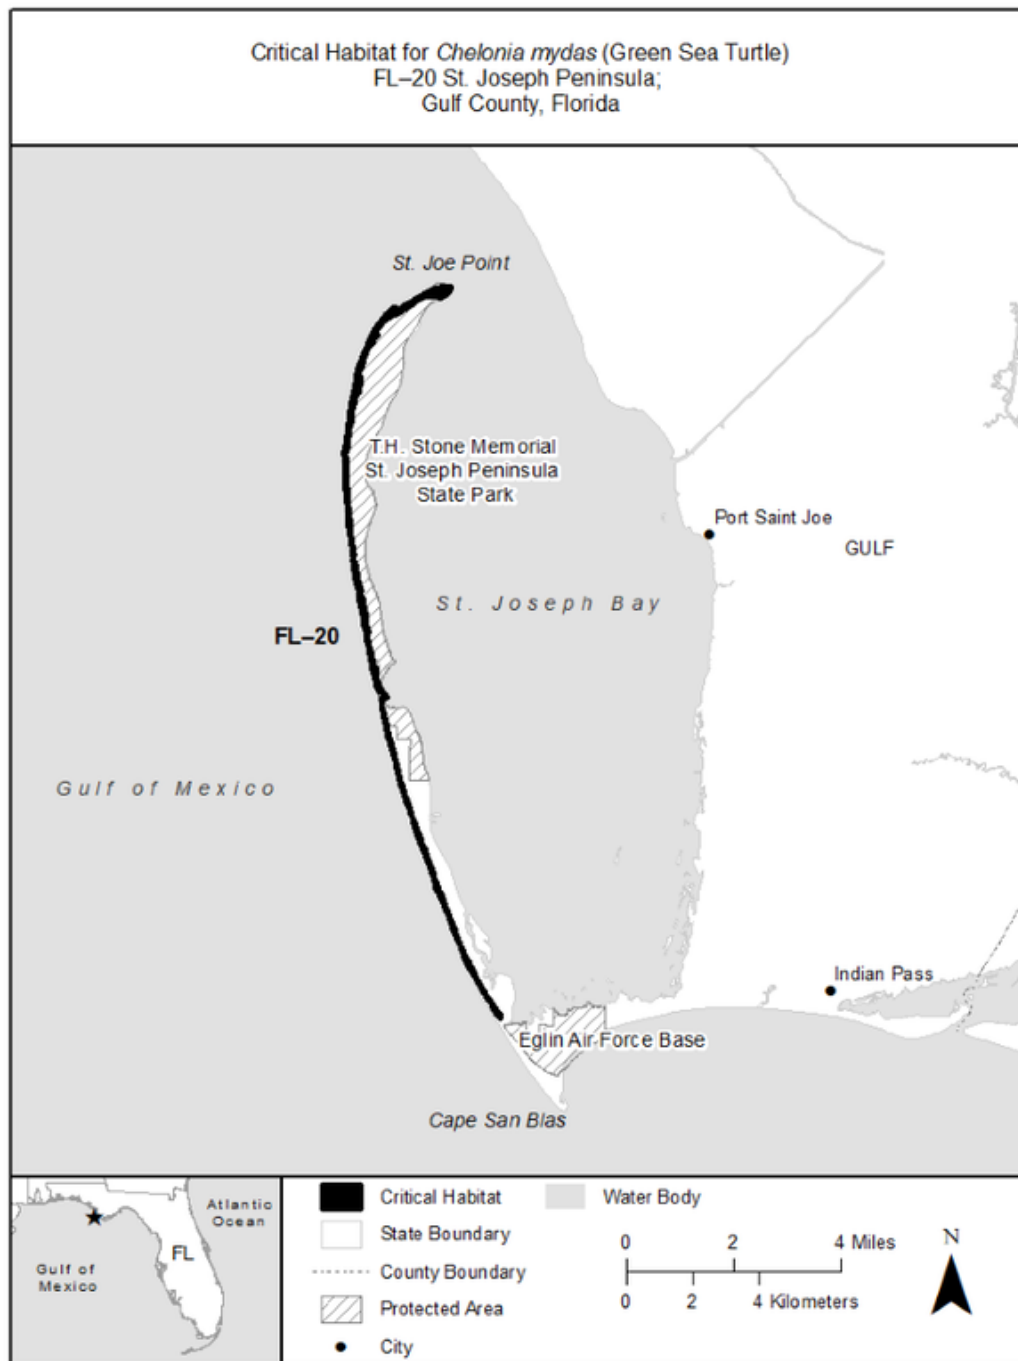 Critical Habitat for Chelonia mydas (Green Sea Turtle)
FL–20 St. Joseph Peninsula;
Gulf County, Florida
St. Joe Point
T.H. Stone Memorial
St. Joseph Peninsula
State Park
Port Saint Joe
GULF
St. Joseph Bay
FL–20
Gulf of Mexico
Indian Pass
Eglin Air Force Base
Cape San Blas
Atlantic
Ocean
FL
Gulf of
Mexico
Critical Habitat
Water Body
State Boundary
County Boundary
Protected Area
City
0 2 4 Miles
0 2 4 Kilometers
N